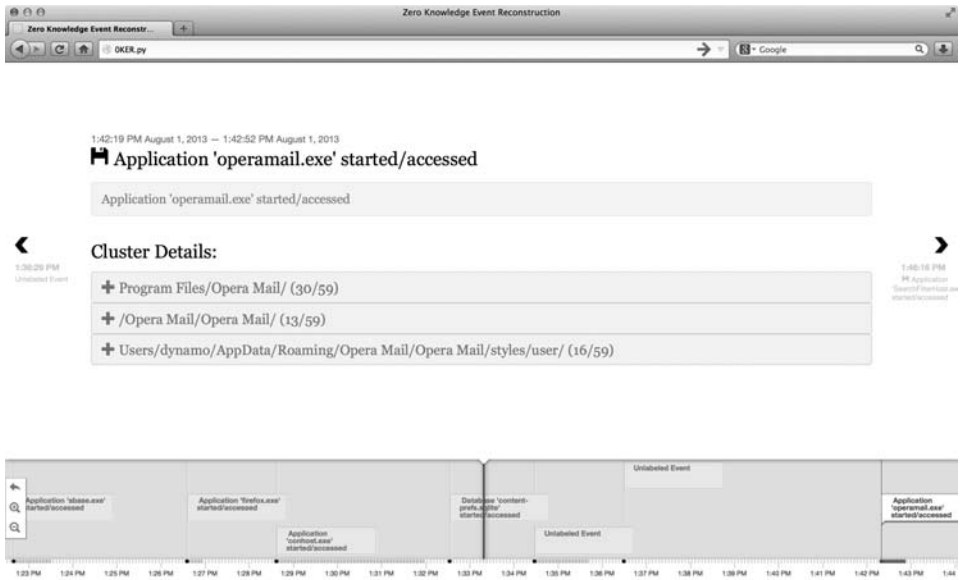 Zero Knowledge Event Reconstruction
Zero Knowledge Event Reconstr...
0KER.py
Google
1:42:19 PM August 1, 2013 — 1:42:52 PM August 1, 2013
Application 'operamail.exe' started/accessed
Application 'operamail.exe' started/accessed
Cluster Details:
Program Files/Opera Mail/ (30/59)
/Opera Mail/Opera Mail/ (13/59)
Users/dynamo/AppData/Roaming/Opera Mail/Opera Mail/styles/user/ (16/59)
Unlabeled Event
1:46:16 PM
Application
started/accessed
Unlabeled Event
Application
started/accessed
Application 'firefox.exe'
started/accessed
Application
'conhost.exe'
started/accessed
Database 'content-
started/accessed
Unlabeled Event
Application
'operamail.exe'
started/accessed
1:23 PM 1:24 PM 1:25 PM 1:26 PM 1:27 PM 1:28 PM 1:29 PM 1:30 PM 1:31 PM 1:32 PM 1:33 PM 1:34 PM 1:35 PM 1:36 PM 1:37 PM 1:38 PM 1:39 PM 1:40 PM 1:41 PM 1:42 PM 1:43 PM 1:44